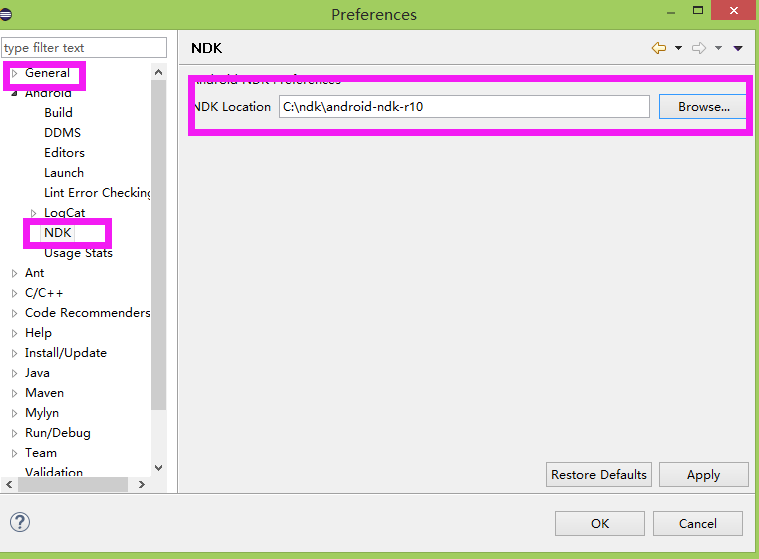 Preferences
type filter text
General
Android
Build
DDMS
Editors
Launch
Lint Error Checking
LogCat
NDK
Usage Stats
Ant
C/C++
Code Recommenders
Help
Install/Update
Java
Maven
Mylyn
Run/Debug
Team
Validation
NDK
Android NDK Preferences
NDK Location C:\ndk\android-ndk-r10 Browse...
Restore Defaults Apply
OK Cancel